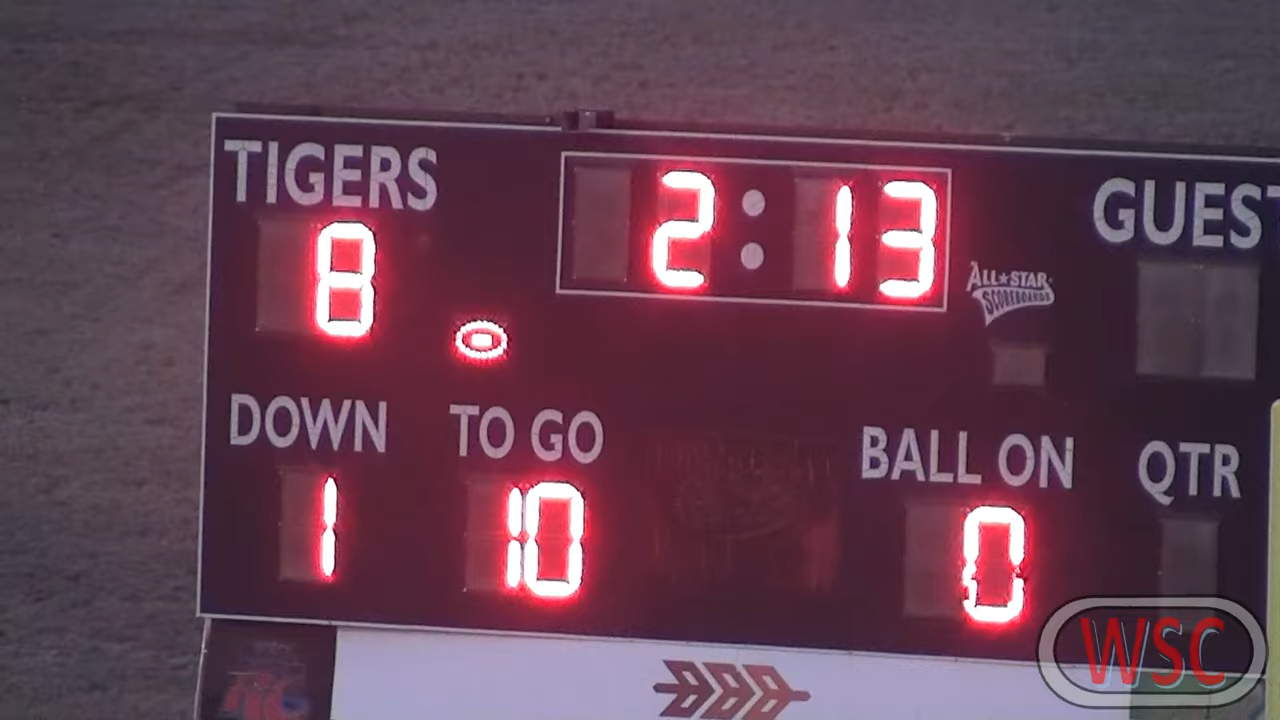 TIGERS
2:13
GUEST
8
ALL★STAR
SCOREBOARDS
DOWN
TO GO
BALL ON
QTR
1
10
0
WSC